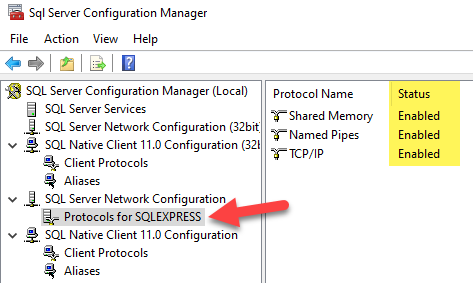 Sql Server Configuration Manager
File Action View Help
SQL Server Configuration Manager (Local)
SQL Server Services
SQL Server Network Configuration (32bit
SQL Native Client 11.0 Configuration (32
Client Protocols
Aliases
SQL Server Network Configuration
Protocols for SQLEXPRESS
SQL Native Client 11.0 Configuration
Client Protocols
Aliases
Protocol Name Status
Shared Memory Enabled
Named Pipes Enabled
TCP/IP Enabled